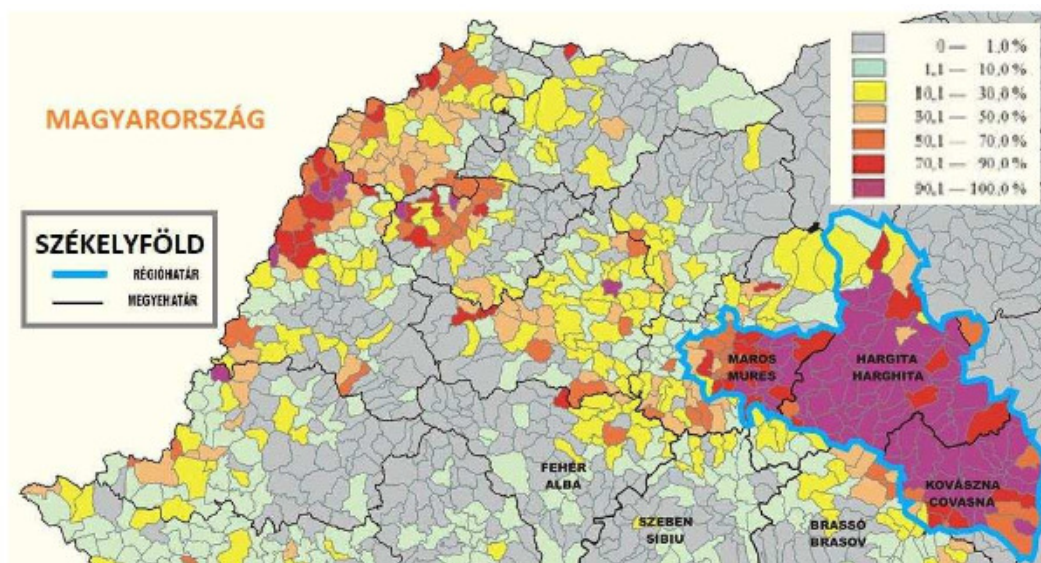 0 — 1,0 %
1,1 — 10,0 %
10,1 — 30,0 %
30,1 — 50,0 %
50,1 — 70,0 %
70,1 — 90,0 %
90,1 — 100,0 %
MAGYARORSZÁG
SZÉKELYFÖLD
RÉGIÓHATÁR
MEGYEHATÁR
MAROS
MURES
HARGITA
HARGHITA
FEHÉR
ALBA
KOVÁSZNA
COVASNA
SZEBEN
SIBIU
BRASSÓ
BRASOV